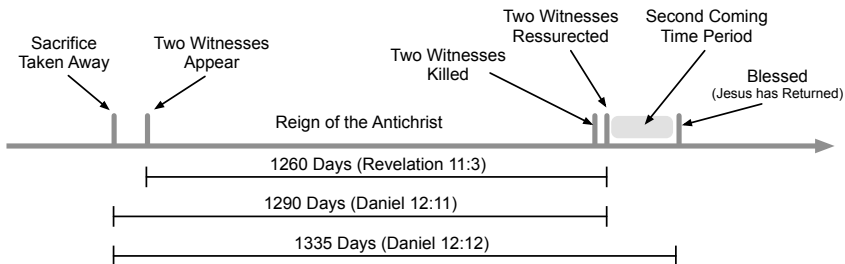 Sacrifice
Taken Away
Two Witnesses
Appear
Two Witnesses
Killed
Two Witnesses
Ressurected
Second Coming
Time Period
Blessed
(Jesus has Returned)
Reign of the Antichrist
1260 Days (Revelation 11:3)
1290 Days (Daniel 12:11)
1335 Days (Daniel 12:12)